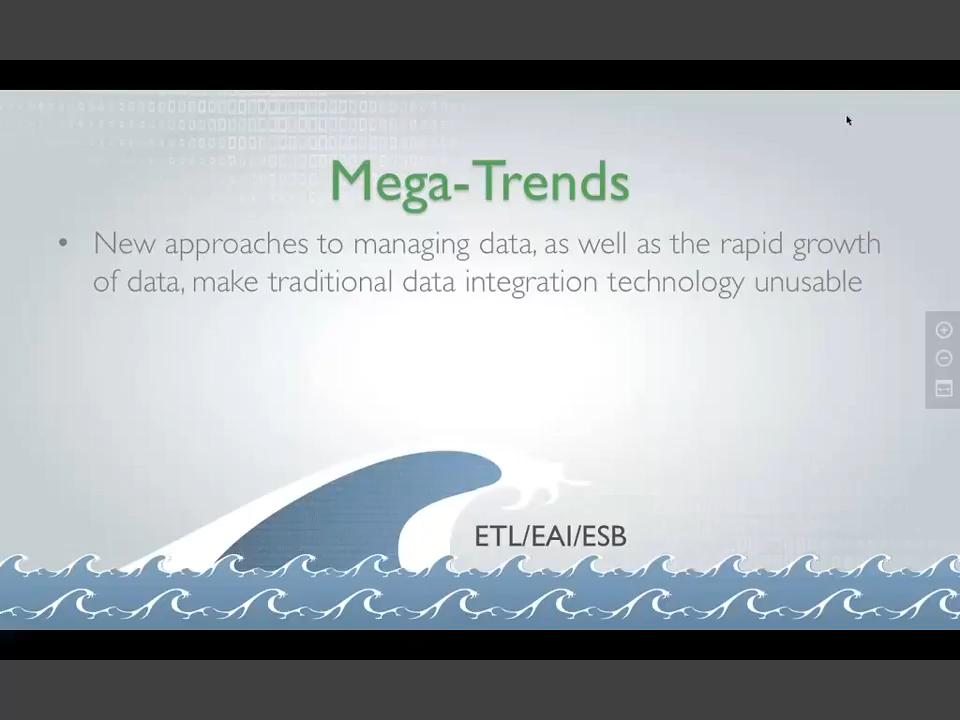 Mega-Trends
• New approaches to managing data, as well as the rapid growth
of data, make traditional data integration technology unusable
ETL/EAI/ESB